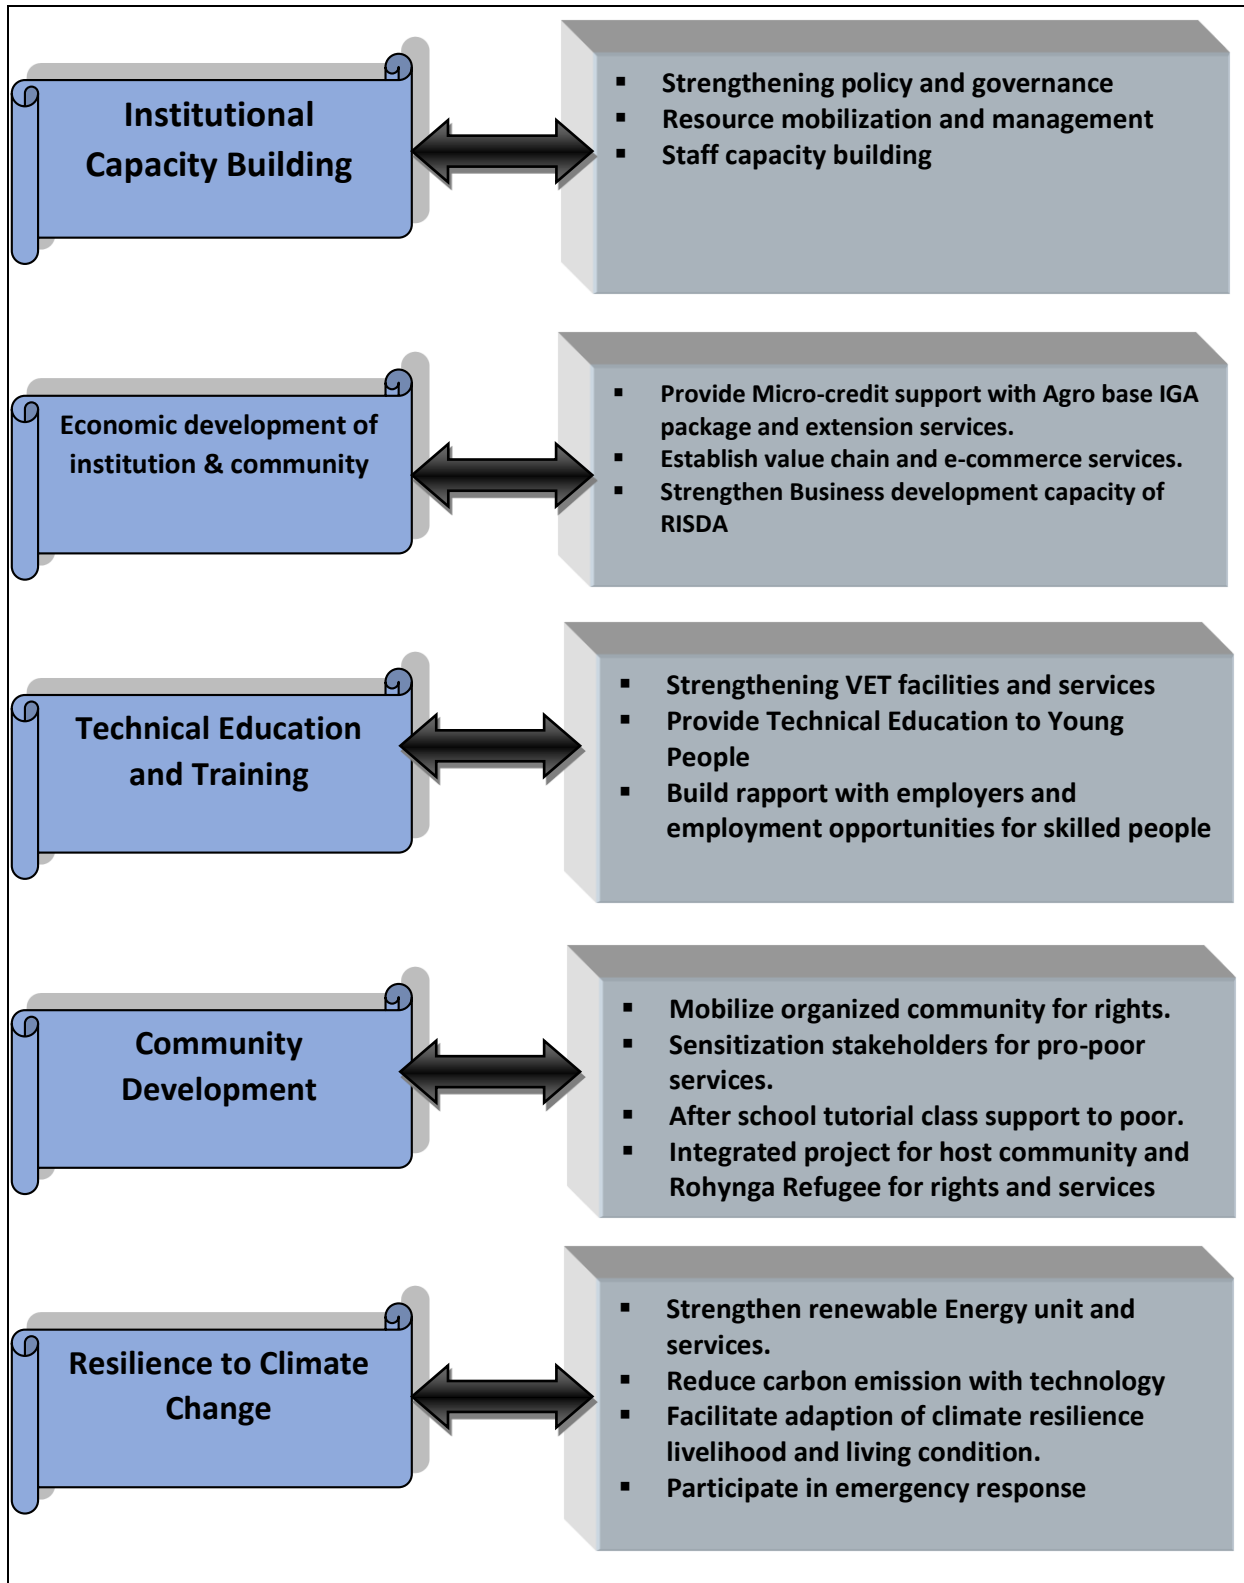 Institutional
Capacity Building
▪ Strengthening policy and governance
▪ Resource mobilization and management
▪ Staff capacity building
Economic development of
institution & community
▪ Provide Micro-credit support with Agro base IGA
package and extension services.
▪ Establish value chain and e-commerce services.
▪ Strengthen Business development capacity of
RISDA
Technical Education
and Training
▪ Strengthening VET facilities and services
▪ Provide Technical Education to Young
People
▪ Build rapport with employers and
employment opportunities for skilled people
Community
Development
▪ Mobilize organized community for rights.
▪ Sensitization stakeholders for pro-poor
services.
▪ After school tutorial class support to poor.
▪ Integrated project for host community and
Rohynga Refugee for rights and services
Resilience to Climate
Change
▪ Strengthen renewable Energy unit and
services.
▪ Reduce carbon emission with technology
▪ Facilitate adaption of climate resilience
livelihood and living condition.
▪ Participate in emergency response